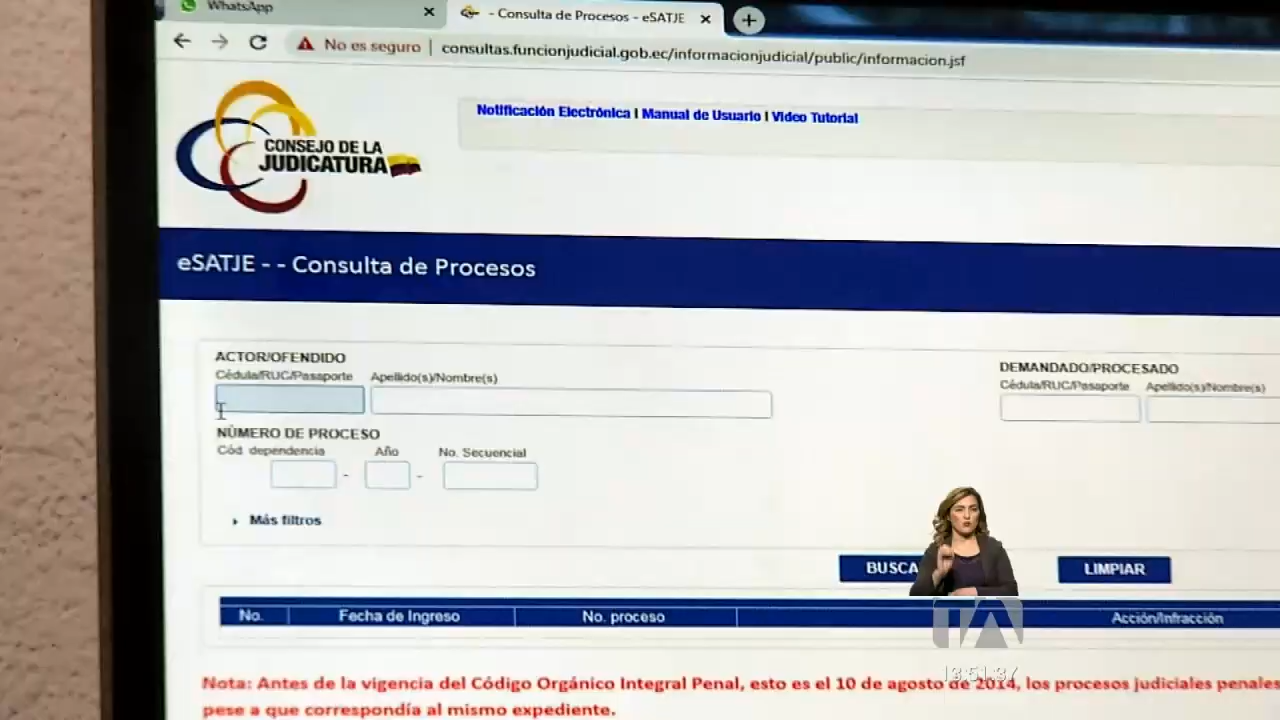 WhatsApp
- Consulta de Procesos - eSATJE
No es seguro | consultas.funcionjudicial.gob.ec/informacionjudicial/public/informacion.jsf
CONSEJO DE LA
JUDICATURA
Notificación Electrónica I Manual de Usuario I Video Tutorial
eSATJE - - Consulta de Procesos
ACTOR/OFENDIDO
Cédula/RUC/Pasaporte Apellido(s)/Nombre(s)
DEMANDADO/PROCESADO
Cédula/RUC/Pasaporte Apellido(s)/Nombre(s)
NÚMERO DE PROCESO
Cód. dependencia Año No. Secuencial
- -
Más filtros
BUSCA LIMPIAR
No. Fecha de Ingreso No. proceso Acción/Infracción
ITA
13:51:37
Nota: Antes de la vigencia del Código Orgánico Integral Penal, esto es el 10 de agosto de 2014, los procesos judiciales penales
pese a que correspondía al mismo expediente.